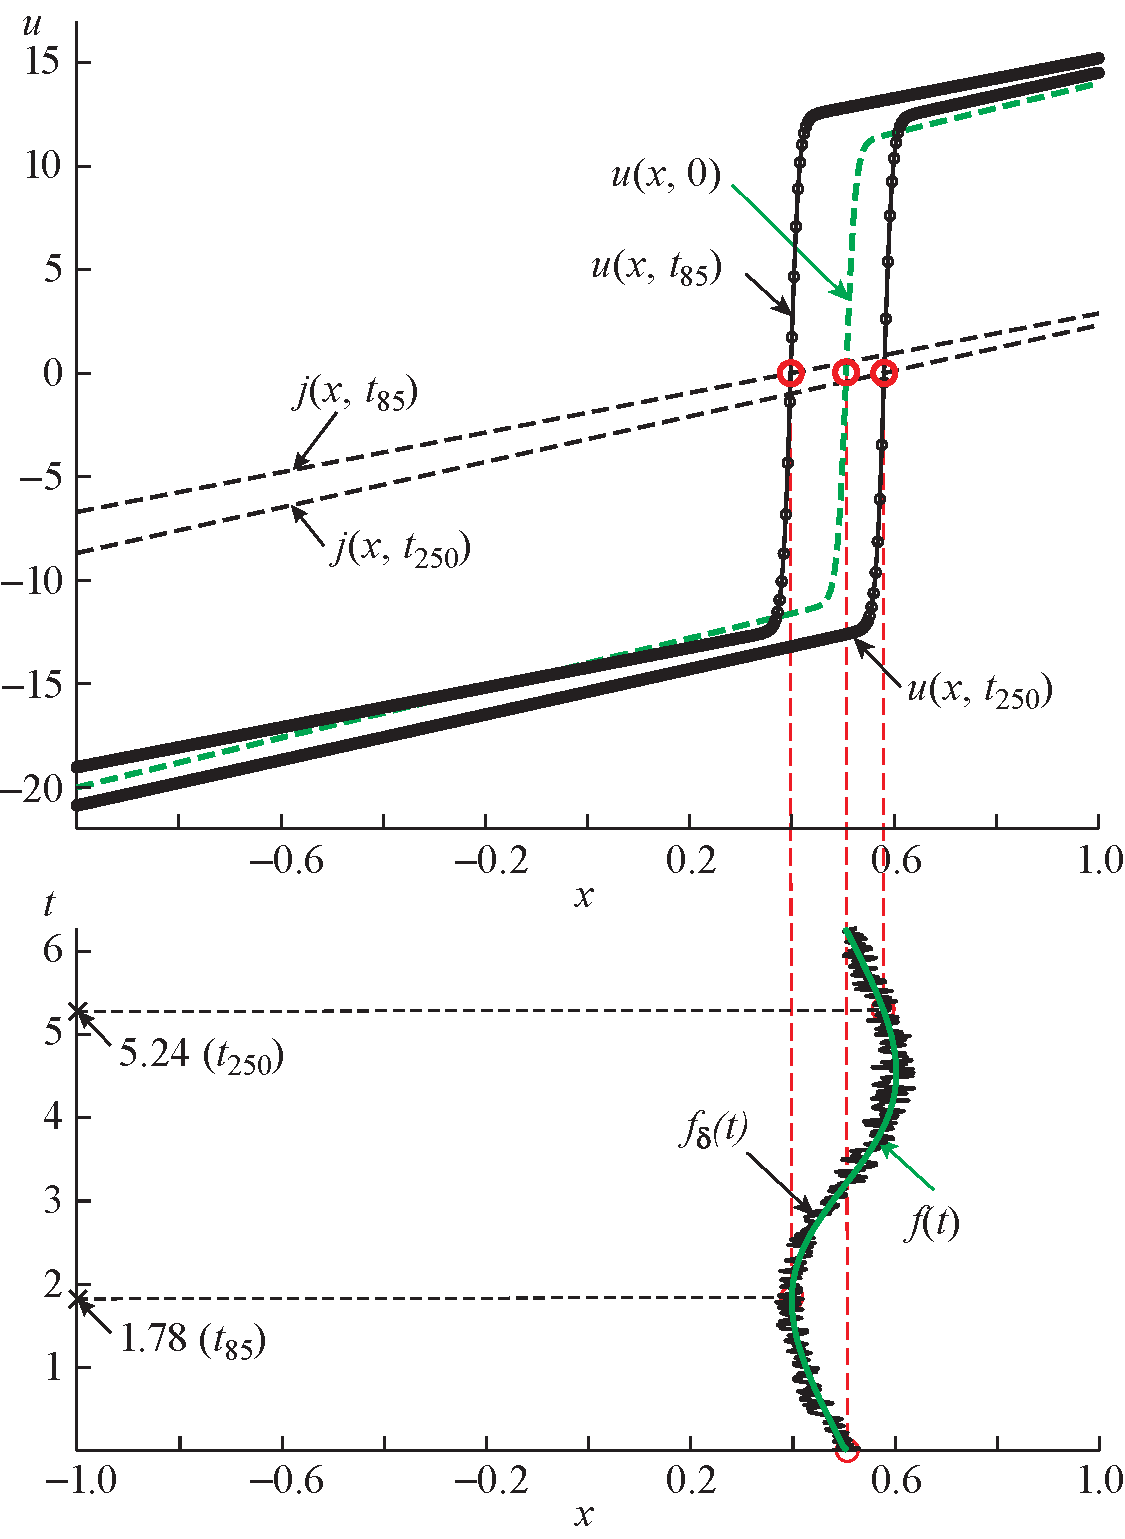 u
15
10
u(x, 0)
u(x, t85)
5
0
j(x, t85)
−5
j(x, t250)
−10
−15
u(x, t250)
−20
−0.6 −0.2 0.2 0.6 1.0
x
t
6
5
5.24 (t250)
4
fδ(t)
3
f(t)
2
1.78 (t85)
1
−1.0 −0.6 −0.2 0.2 0.6 1.0
x